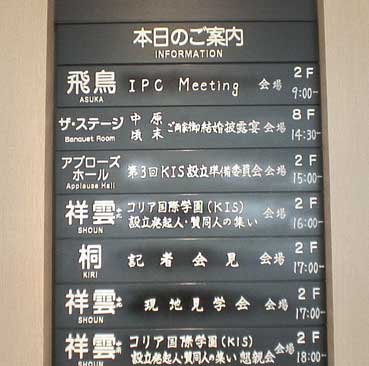 本日のご案内
INFORMATION
飛鳥 IPC Meeting 会場 2F
ASUKA 9:00〜
ザ・ステージ 中原 ご両家御結婚披露宴 会場 8F
Banquet Room 頃末 14:30〜
アプローズホール 第3回KIS設立準備委員会 会場 2F
Applause Hall 15:00〜
祥雲 コリア国際学園(KIS) 会場 2F
SHOUN 設立発起人・賛同人の集い 16:00〜
桐 記者会見 会場 2F
KIRI 17:00〜
祥雲 現地見学会 会場 2F
SHOUN 17:00〜
祥雲 コリア国際学園(KIS) 会場 2F
SHOUN 設立発起人・賛同人の集い 懇親会 18:00〜